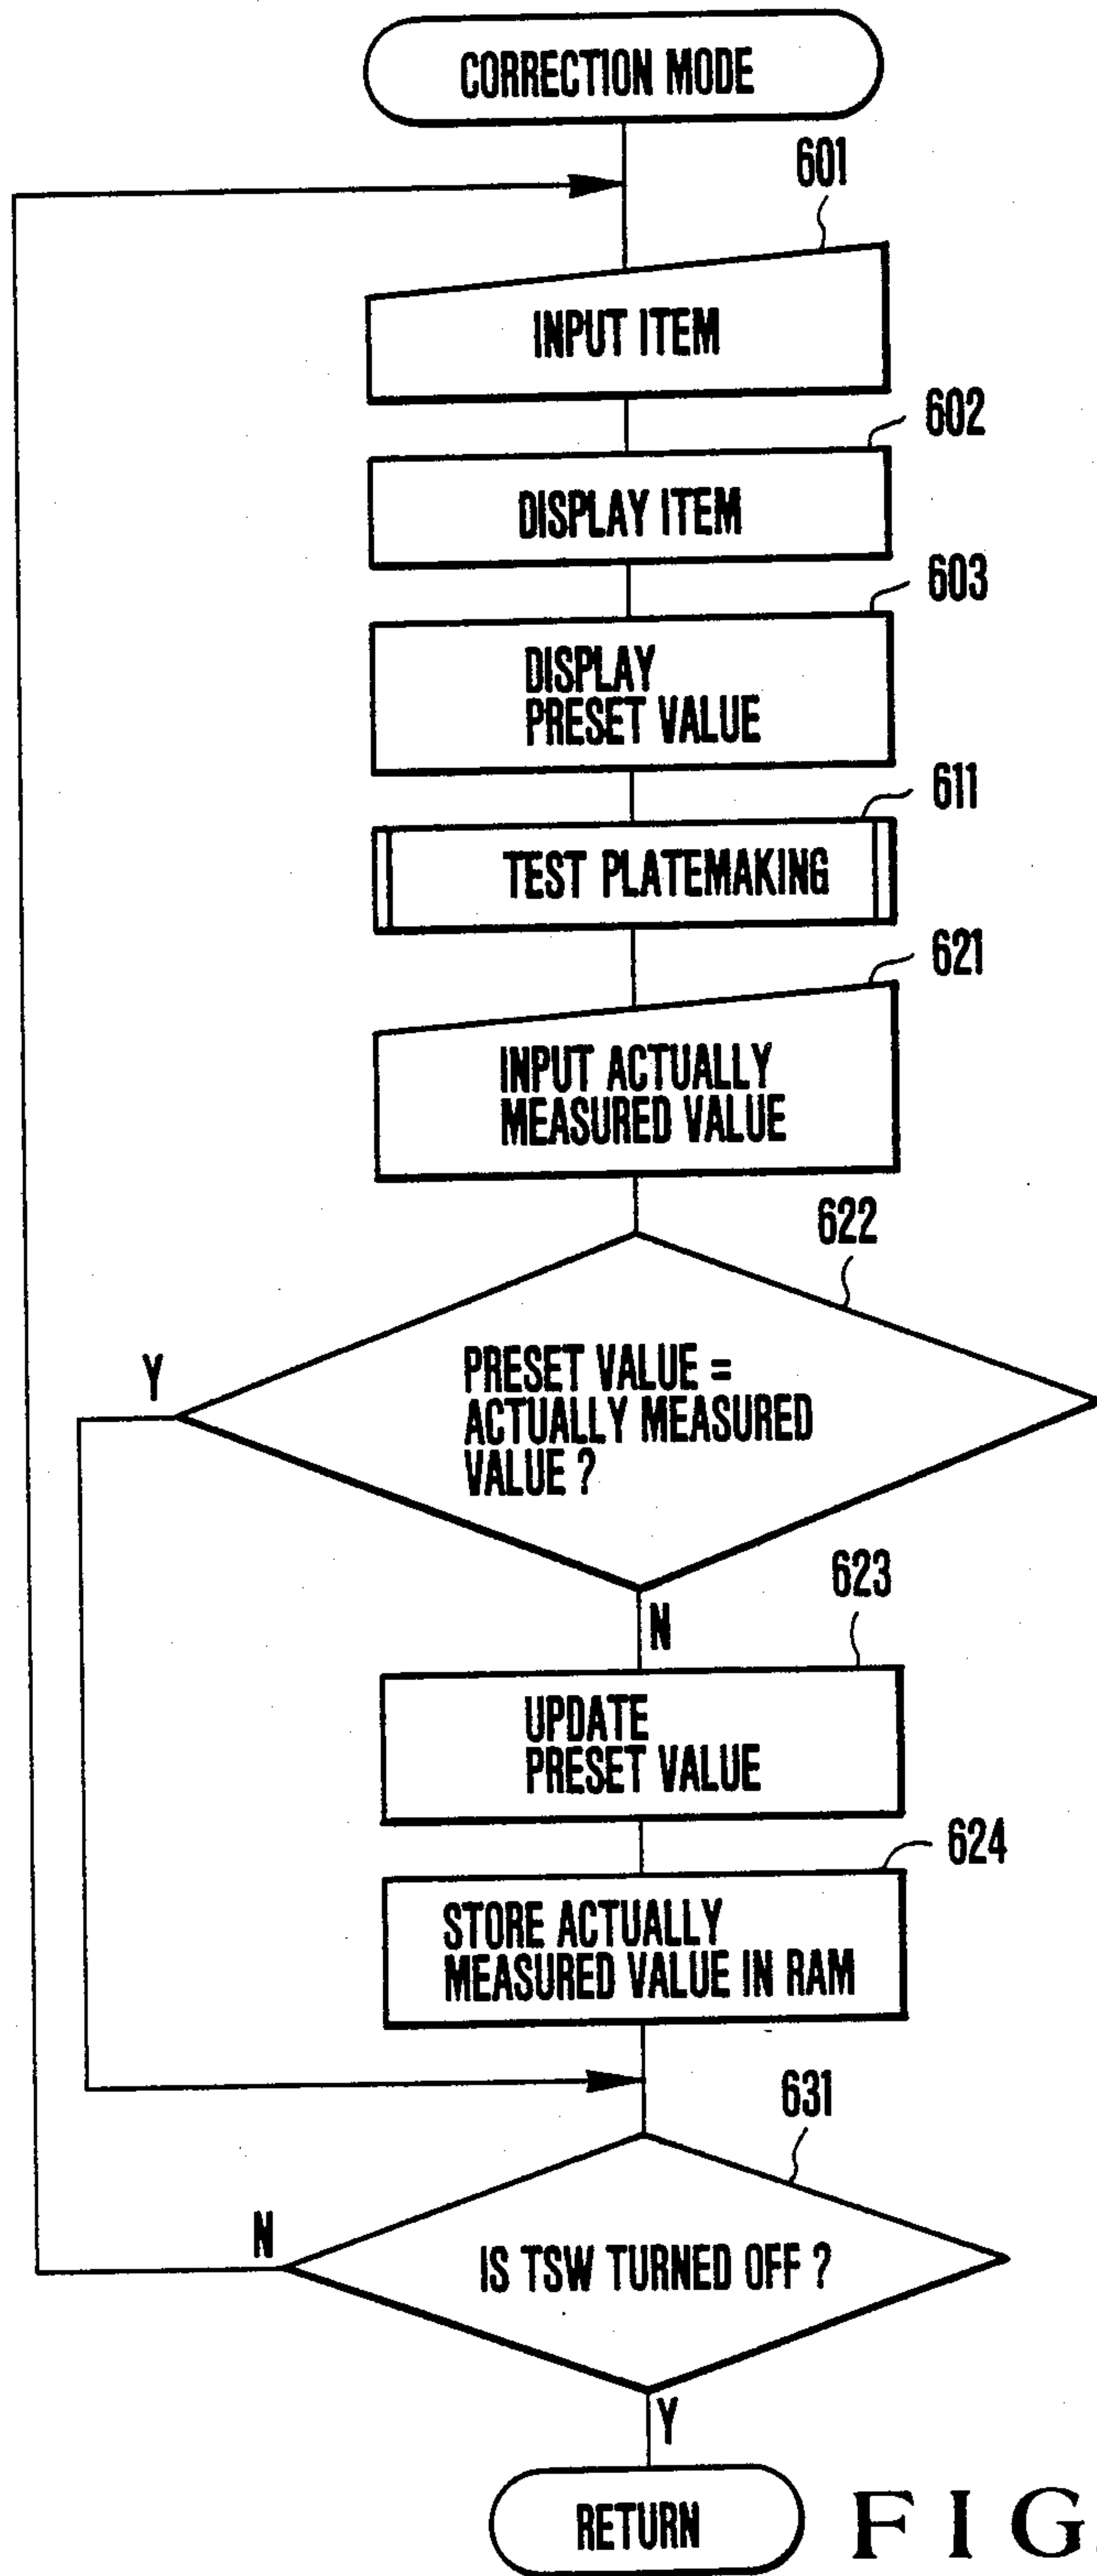 CORRECTION MODE
601
INPUT ITEM
602
DISPLAY ITEM
603
DISPLAY
PRESET VALUE
611
TEST PLATEMAKING
621
INPUT ACTUALLY
MEASURED VALUE
622
Y
PRESET VALUE =
ACTUALLY MEASURED
VALUE ?
N
623
UPDATE
PRESET VALUE
624
STORE ACTUALLY
MEASURED VALUE IN RAM
631
N
IS TSW TURNED OFF ?
Y
RETURN
FIG.